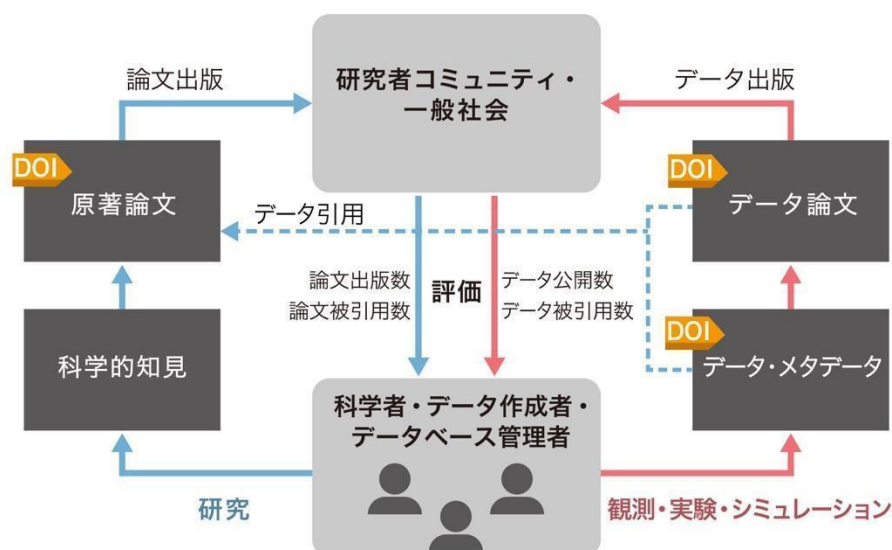 論文出版
研究者コミュニティ・
一般社会
データ出版
DOI
原著論文
DOI
データ論文
データ引用
論文出版数
論文被引用数
評価
データ公開数
データ被引用数
科学的知見
DOI
データ・メタデータ
科学者・データ作成者・
データベース管理者
研究
観測・実験・シミュレーション